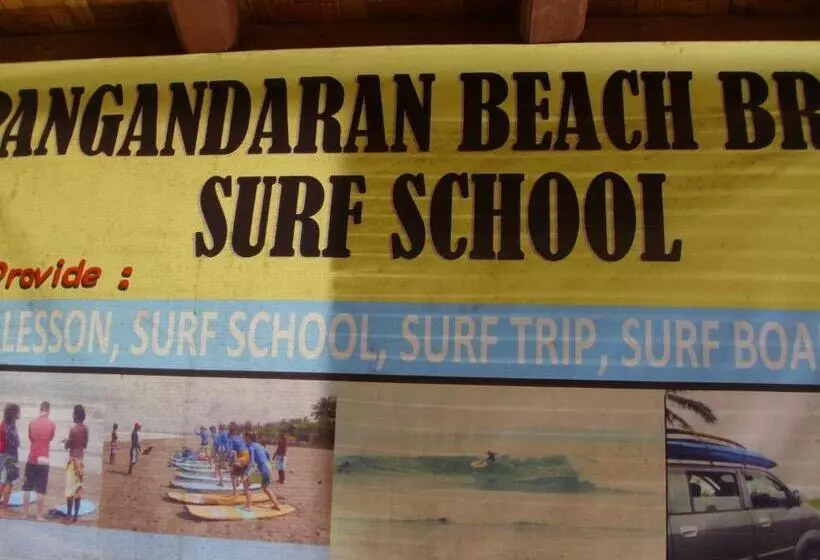 PANGANDARAN BEACH BR
SURF SCHOOL
Provide :
LESSON, SURF SCHOOL, SURF TRIP, SURF BOA